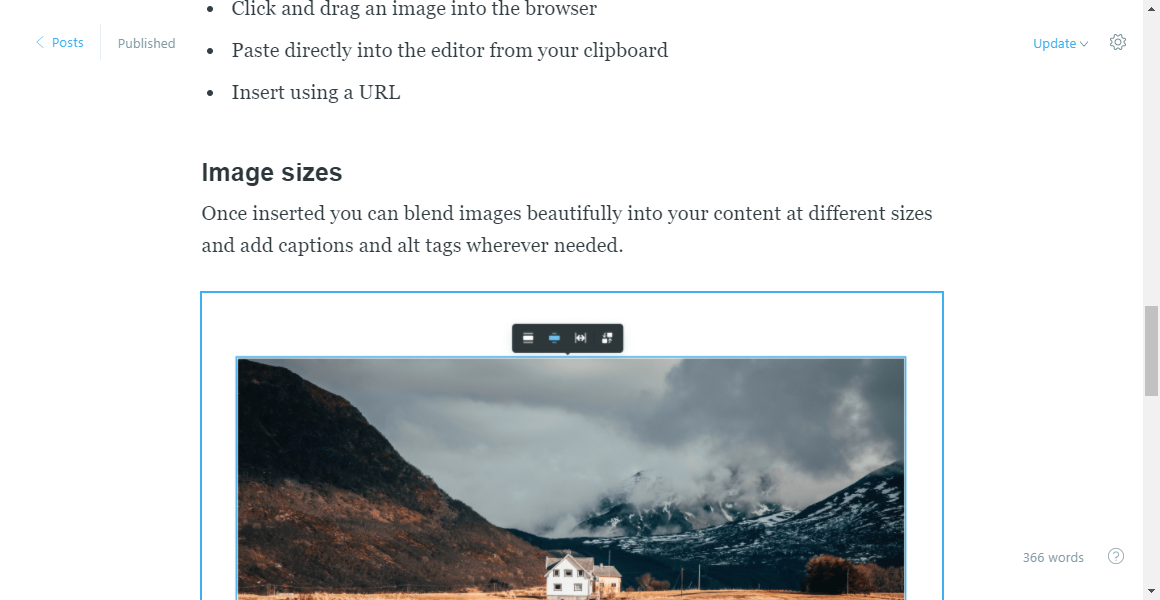 Click and drag an image into the browser
Posts
Published
Update
Paste directly into the editor from your clipboard
Insert using a URL
Image sizes
Once inserted you can blend images beautifully into your content at different sizes
and add captions and alt tags wherever needed.
366 words
?